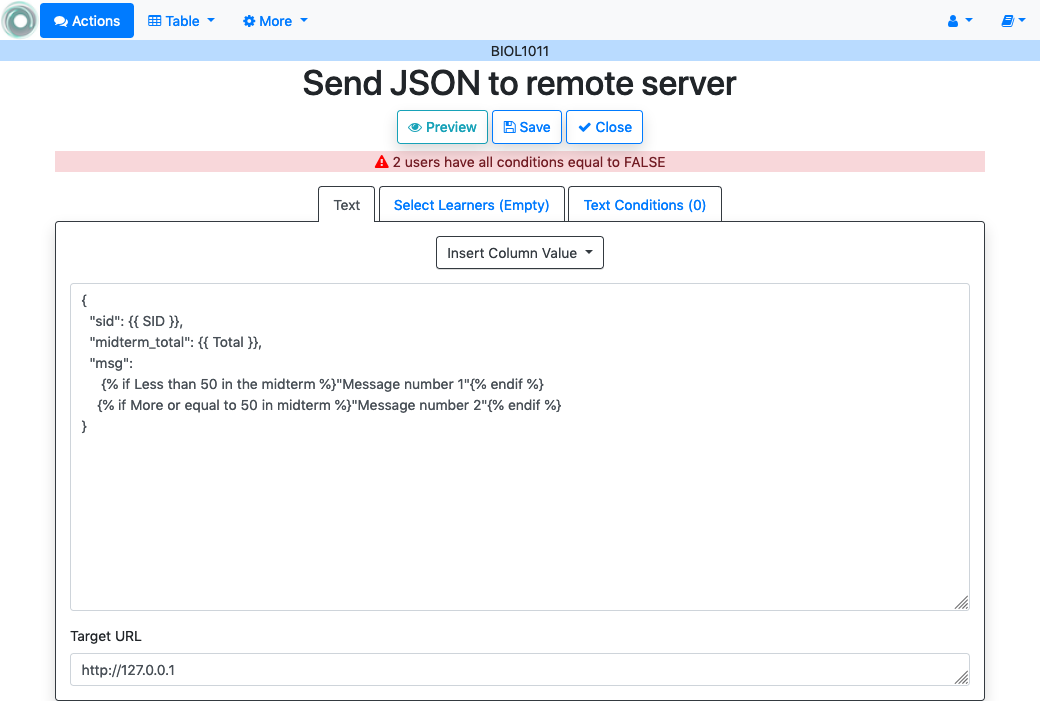 Actions Table More
BIOL1011
Send JSON to remote server
Preview Save Close
2 users have all conditions equal to FALSE
Text Select Learners (Empty) Text Conditions (0)
Insert Column Value
{
"sid": {{ SID }},
"midterm_total": {{ Total }},
"msg":
{% if Less than 50 in the midterm %}"Message number 1"{% endif %}
{% if More or equal to 50 in midterm %}"Message number 2"{% endif %}
}
Target URL
http://127.0.0.1